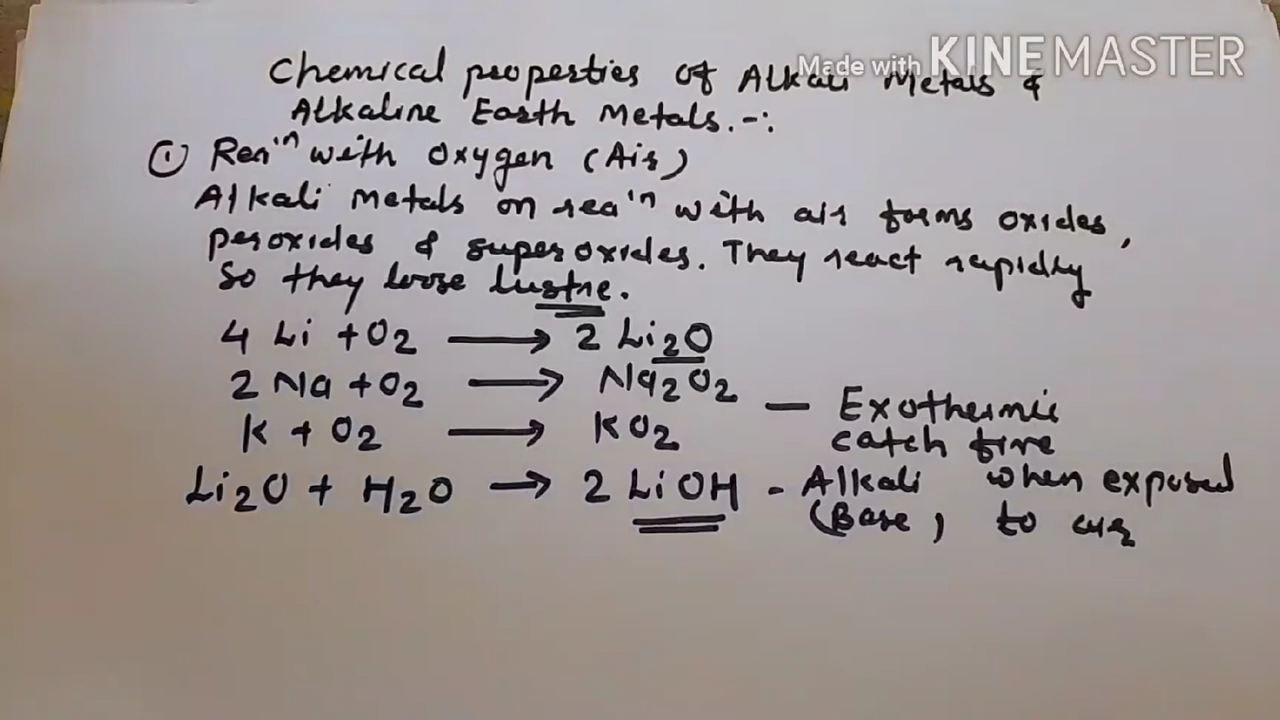 Made with KINEMASTER
Chemical properties of Alkali Metals &
Alkaline Earth Metals.-:
① Rea'n with Oxygen (Air)
Alkali Metals on rea'n with air forms oxides,
peroxides & superoxides. They react rapidly
So they loose lustre.
4 Li + O2 → 2 Li2O
2 Na + O2 → Na2O2
K + O2 → KO2
— Exothermic
catch fire
when exposed
to air
Li2O + H2O → 2 LiOH - Alkali
(Base)